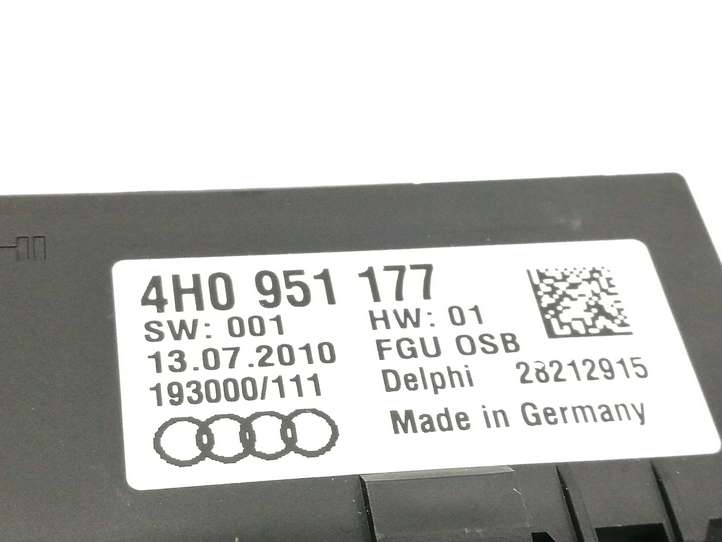 4H0 951 177
SW: 001 HW: 01
13.07.2010 FGU OSB
193000/111 Delphi 28212915
Made in Germany